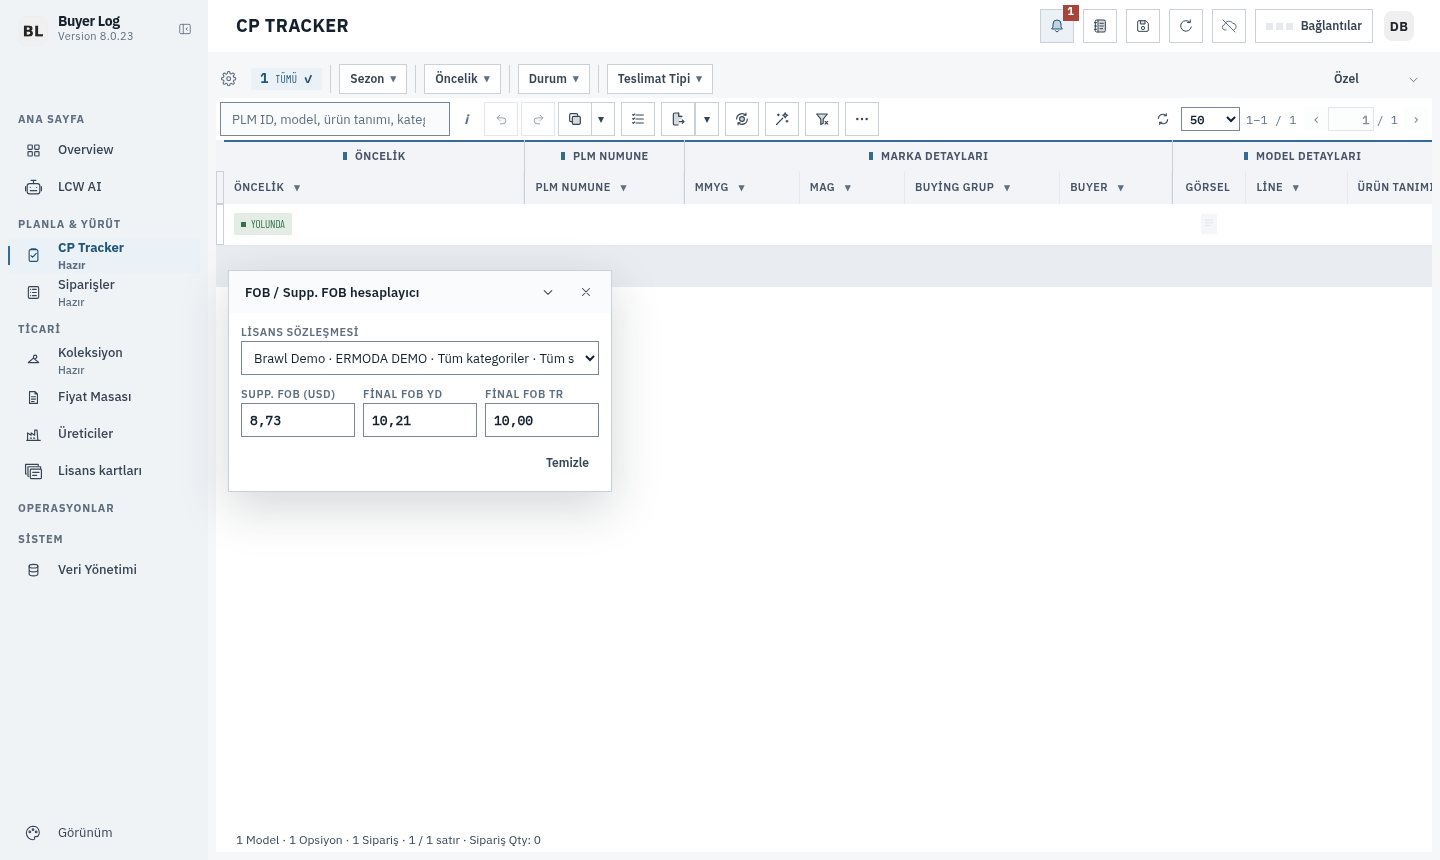 BL
Buyer Log
Version 8.0.23
ANA SAYFA
Overview
LCW AI
PLANLA & YÜRÜT
CP Tracker
Hazır
Siparişler
Hazır
TİCARİ
Koleksiyon
Hazır
Fiyat Masası
Üreticiler
Lisans kartları
OPERASYONLAR
SİSTEM
Veri Yönetimi
Görünüm
CP TRACKER
1
Bağlantılar
DB
1 TÜMÜ
Sezon
Öncelik
Durum
Teslimat Tipi
Özel
PLM ID, model, ürün tanımı, kateg
i
50
1–1 / 1
1 / 1
ÖNCELİK
PLM NUMUNE
MARKA DETAYLARI
MODEL DETAYLARI
ÖNCELİK
PLM NUMUNE
MMYG
MAG
BUYİNG GRUP
BUYER
GÖRSEL
LİNE
ÜRÜN TANIMI
YOLUNDA
FOB / Supp. FOB hesaplayıcı
LİSANS SÖZLEŞMESİ
Brawl Demo · ERMODA DEMO · Tüm kategoriler · Tüm s
SUPP. FOB (USD)
FİNAL FOB YD
FİNAL FOB TR
8,73
10,21
10,00
Temizle
1 Model · 1 Opsiyon · 1 Sipariş · 1 / 1 satır · Sipariş Qty: 0